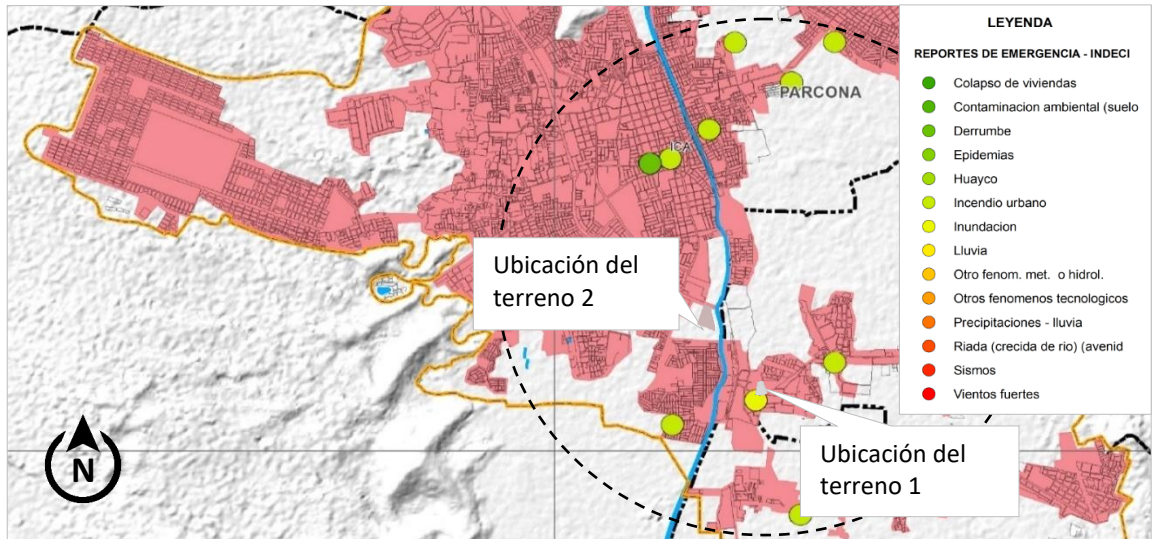 LEYENDA
REPORTES DE EMERGENCIA - INDECI
Colapso de viviendas
Contaminacion ambiental (suelo
Derrumbe
Epidemias
Huayco
Incendio urbano
Inundacion
Lluvia
Otro fenom. met. o hidrol.
Otros fenomenos tecnologicos
Precipitaciones - lluvia
Riada (crecida de rio) (avenid
Sismos
Vientos fuertes
PARCONA
ICA
Ubicación del
terreno 2
Ubicación del
terreno 1
N